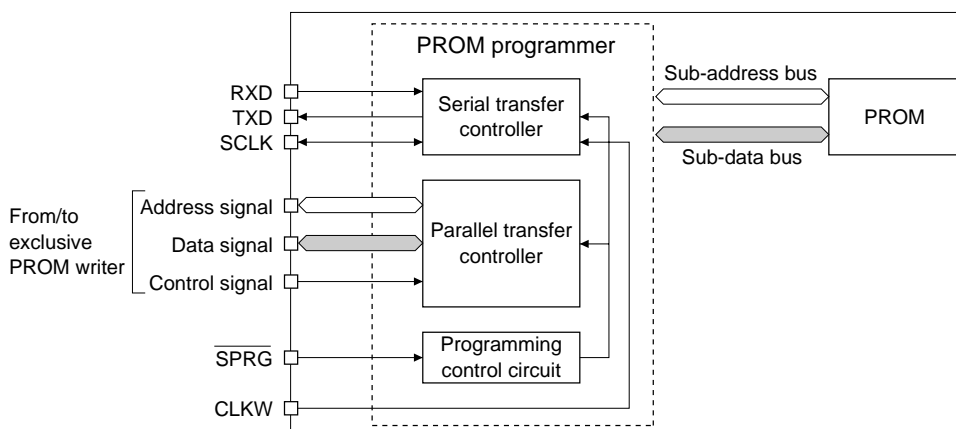 PROM programmer
RXD
TXD
SCLK
Serial transfer
controller
Sub-address bus
Sub-data bus
PROM
From/to
exclusive
PROM writer
Address signal
Data signal
Control signal
Parallel transfer
controller
SPRG
Programming
control circuit
CLKW